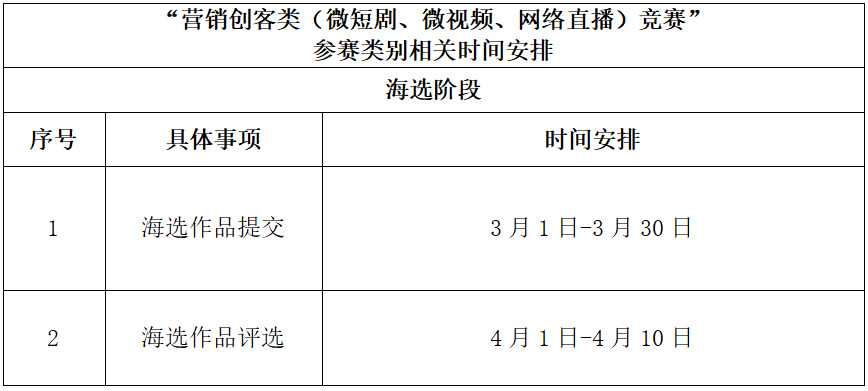 “营销创客类（微短剧、微视频、网络直播）竞赛”
参赛类别相关时间安排
海选阶段
序号 具体事项 时间安排
1 海选作品提交 3月1日-3月30日
2 海选作品评选 4月1日-4月10日